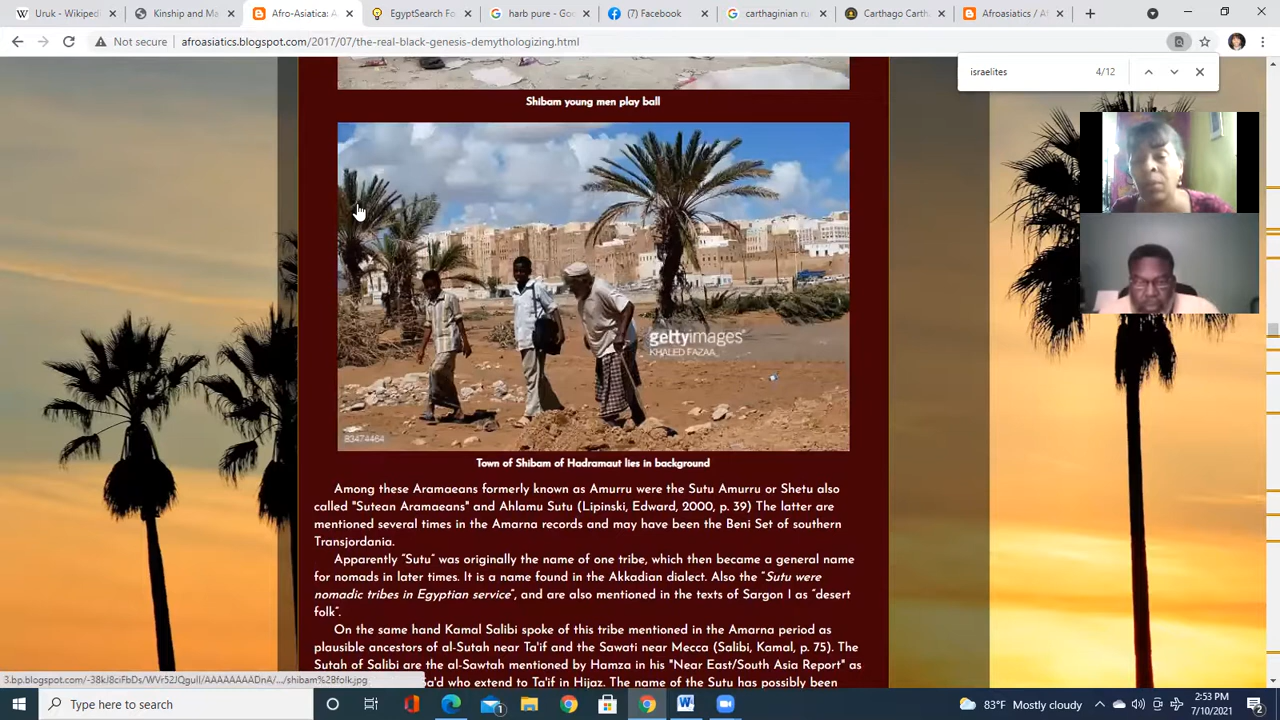 Uruk - Wikiped
Kinship and Ma
Afro-Asiatica: A
EgyptSearch Fo
harb pure - Goo
(7) Facebook
carthaginian ru
Carthago Carth
Afroasiatics / Af
Not secure
afroasiatics.blogspot.com/2017/07/the-real-black-genesis-demythologizing.html
israelites
4/12
Shibam young men play ball
gettyimages®
KHALED FAZAA
83474464
Town of Shibam of Hadramaut lies in background
Among these Aramaeans formerly known as Amurru were the Sutu Amurru or Shetu also
called "Sutean Aramaeans" and Ahlamu Sutu (Lipinski, Edward, 2000, p. 39) The latter are
mentioned several times in the Amarna records and may have been the Beni Set of southern
Transjordania.
Apparently "Sutu" was originally the name of one tribe, which then became a general name
for nomads in later times. It is a name found in the Akkadian dialect. Also the "Sutu were
nomadic tribes in Egyptian service", and are also mentioned in the texts of Sargon I as "desert
folk".
On the same hand Kamal Salibi spoke of this tribe mentioned in the Amarna period as
plausible ancestors of al-Sutah near Ta'if and the Sawati near Mecca (Salibi, Kamal, p. 75). The
Sutah of Salibi are the al-Sawtah mentioned by Hamza in his "Near East/South Asia Report" as
Sa'd who extend to Ta'if in Hijaz. The name of the Sutu has possibly been
Type here to search
83°F Mostly cloudy
2:53 PM
7/10/2021
2